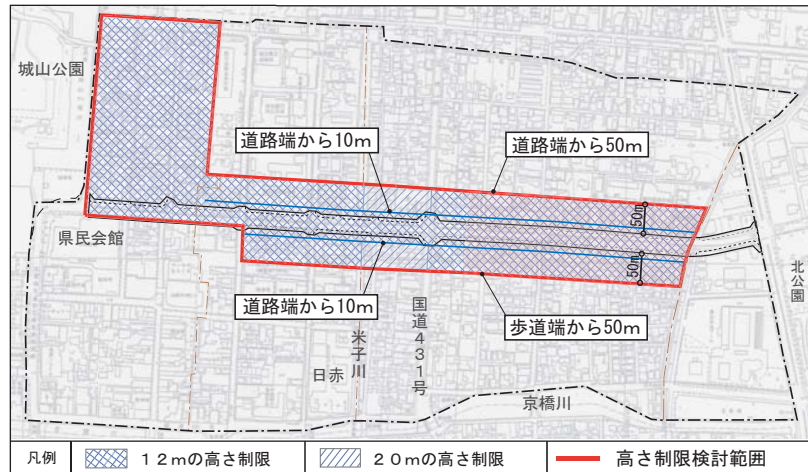 城山公園
道路端から10m
道路端から50m
50m
県民会館
50m
北公園
道路端から10m
歩道端から50m
国道431号
米子川
日赤
京橋川
凡例
12mの高さ制限
20mの高さ制限
高さ制限検討範囲